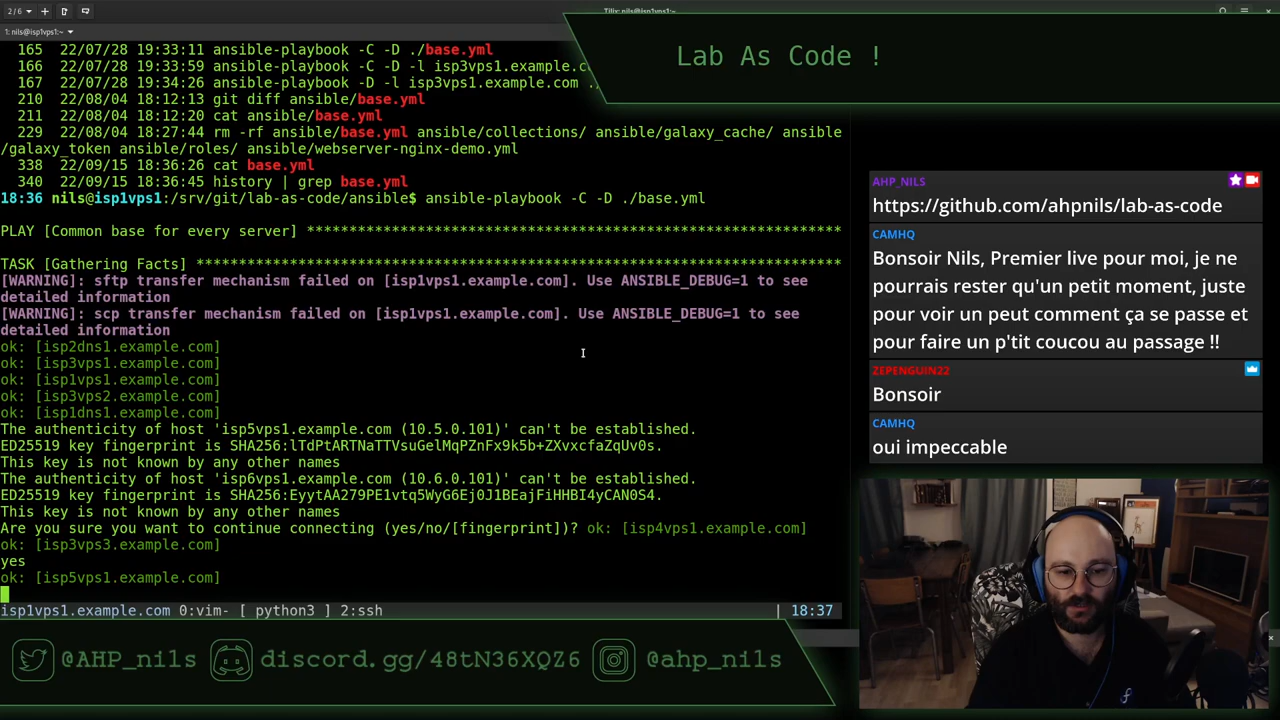 2/6
Tilix: nils@isp1vps1:~
1: nils@isp1vps1:~
165 22/07/28 19:33:11 ansible-playbook -C -D ./base.yml
166 22/07/28 19:33:59 ansible-playbook -C -D -l isp3vps1.example.c
167 22/07/28 19:34:26 ansible-playbook -D -l isp3vps1.example.com .
210 22/08/04 18:12:13 git diff ansible/base.yml
211 22/08/04 18:12:20 cat ansible/base.yml
229 22/08/04 18:27:44 rm -rf ansible/base.yml ansible/collections/ ansible/galaxy_cache/ ansible
/galaxy_token ansible/roles/ ansible/webserver-nginx-demo.yml
338 22/09/15 18:36:26 cat base.yml
340 22/09/15 18:36:45 history | grep base.yml
18:36 nils@isp1vps1:/srv/git/lab-as-code/ansible$ ansible-playbook -C -D ./base.yml
PLAY [Common base for every server] *****************************************************************
TASK [Gathering Facts] ******************************************************************************
[WARNING]: sftp transfer mechanism failed on [isp1vps1.example.com]. Use ANSIBLE_DEBUG=1 to see
detailed information
[WARNING]: scp transfer mechanism failed on [isp1vps1.example.com]. Use ANSIBLE_DEBUG=1 to see
detailed information
ok: [isp2dns1.example.com]
ok: [isp3vps1.example.com]
ok: [isp1vps1.example.com]
ok: [isp3vps2.example.com]
ok: [isp1dns1.example.com]
The authenticity of host 'isp5vps1.example.com (10.5.0.101)' can't be established.
ED25519 key fingerprint is SHA256:lTdPtARTNaTTVsuGelMqPZnFx9k5b+ZXvxcfaZqUv0s.
This key is not known by any other names
The authenticity of host 'isp6vps1.example.com (10.6.0.101)' can't be established.
ED25519 key fingerprint is SHA256:EyytAA279PE1vtq5WyG6Ej0J1BEajFiHHBI4yCAN0S4.
This key is not known by any other names
Are you sure you want to continue connecting (yes/no/[fingerprint])? ok: [isp4vps1.example.com]
ok: [isp3vps3.example.com]
yes
ok: [isp5vps1.example.com]
isp1vps1.example.com 0:vim- [ python3 ] 2:ssh | 18:37
Lab As Code !
AHP_NILS
https://github.com/ahpnils/lab-as-code
CAMHQ
Bonsoir Nils, Premier live pour moi, je ne
pourrais rester qu'un petit moment, juste
pour voir un peut comment ça se passe et
pour faire un p'tit coucou au passage !!
ZEPENGUIN22
Bonsoir
CAMHQ
oui impeccable
@AHP_nils discord.gg/48tN36XQZ6 @ahp_nils